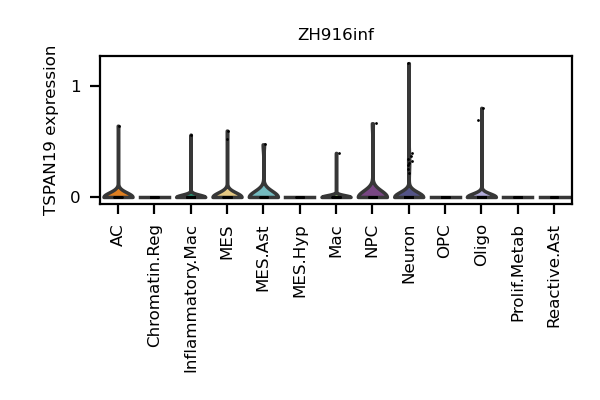 ZH916inf
TSPAN19 expression
1
0
AC
Chromatin.Reg
Inflammatory.Mac
MES
MES.Ast
MES.Hyp
Mac
NPC
Neuron
OPC
Oligo
Prolif.Metab
Reactive.Ast